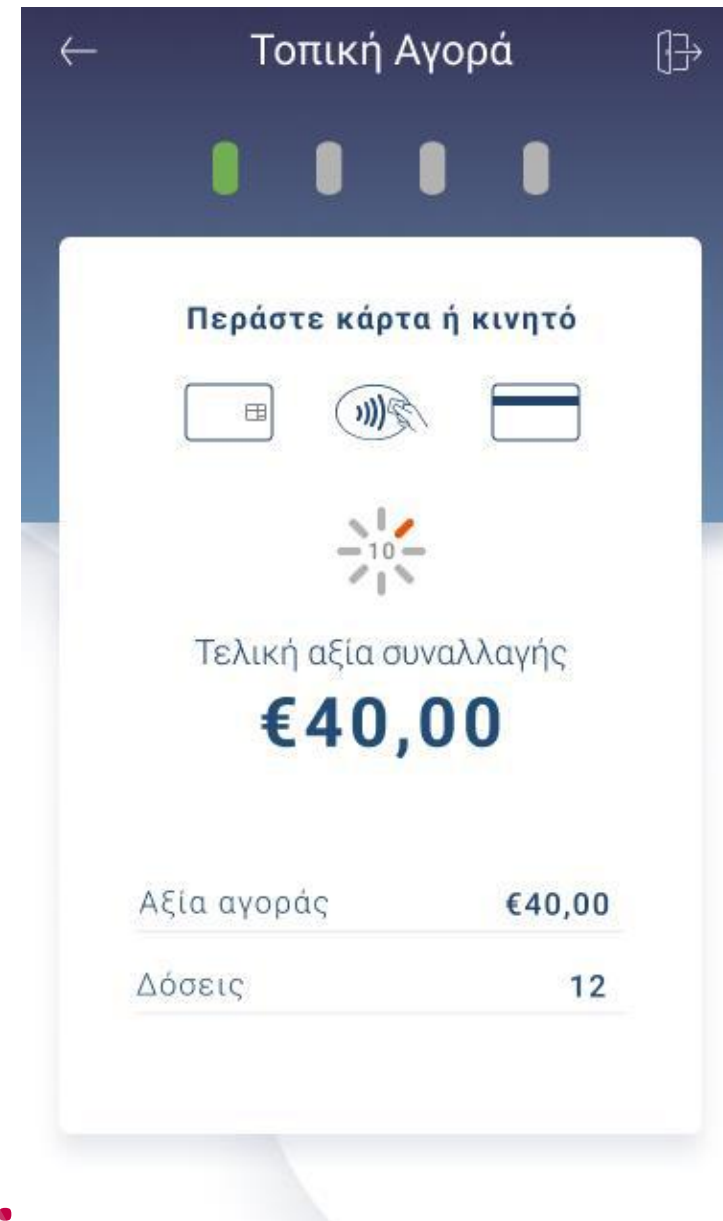 Τοπική Αγορά
Περάστε κάρτα ή κινητό
10
Τελική αξία συναλλαγής
€40,00
Αξία αγοράς €40,00
Δόσεις 12